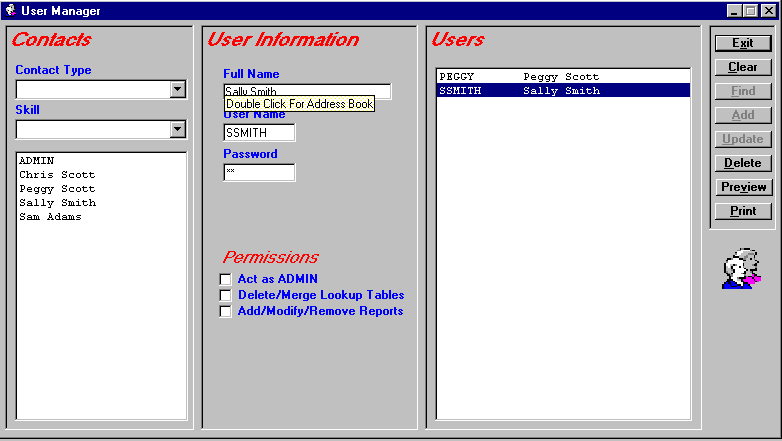 User Manager
Contacts
Contact Type
Skill
ADMIN
Chris Scott
Peggy Scott
Sally Smith
Sam Adams
User Information
Full Name
Sally Smith
Double Click For Address Book
User Name
SSMITH
Password
**
Permissions
Act as ADMIN
Delete/Merge Lookup Tables
Add/Modify/Remove Reports
Users
PEGGY Peggy Scott
SSMITH Sally Smith
Exit
Clear
Find
Add
Update
Delete
Preview
Print